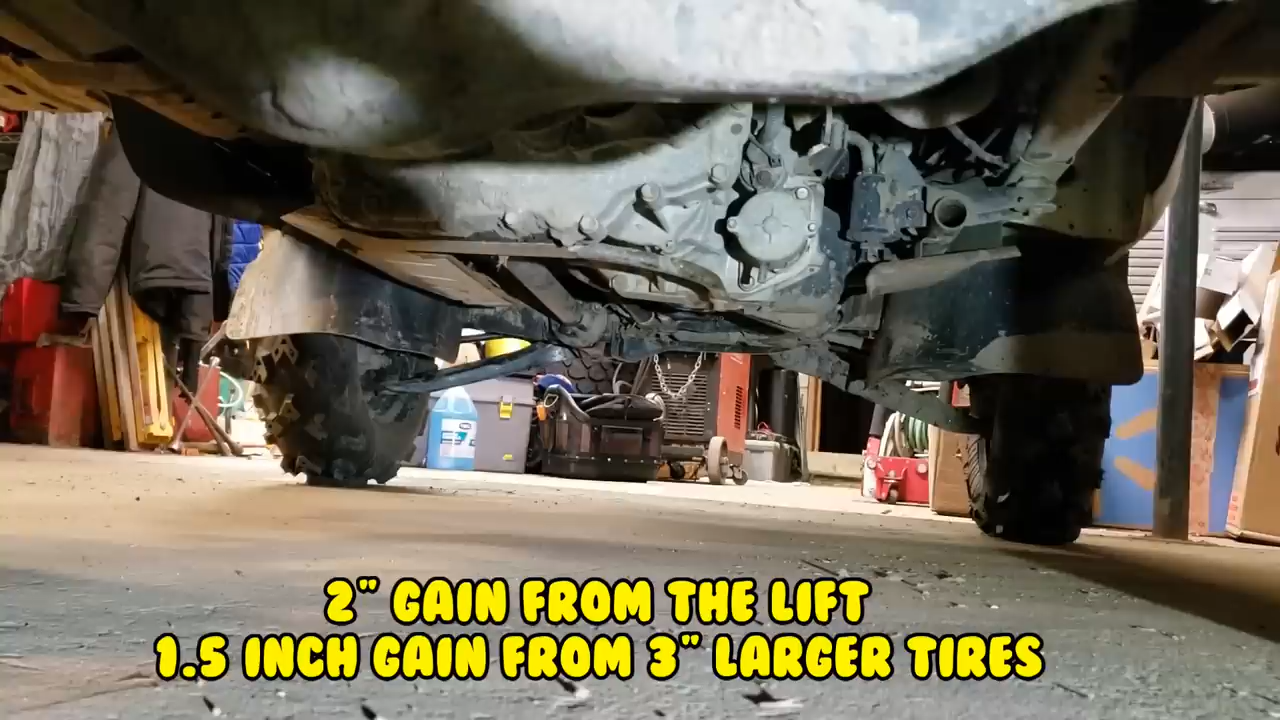 2" GAIN FROM THE LIFT
1.5 INCH GAIN FROM 3" LARGER TIRES